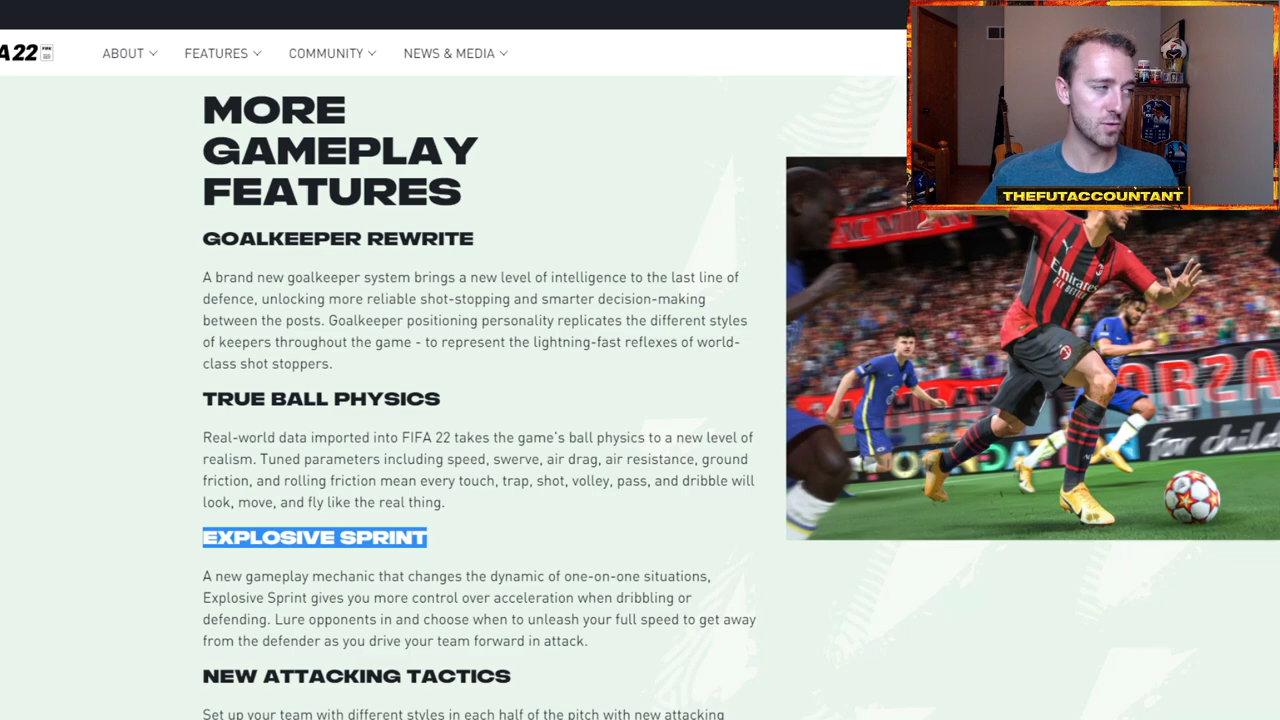 A 22
ABOUT
FEATURES
COMMUNITY
NEWS & MEDIA
THEFUTACCOUNTANT
MORE
GAMEPLAY
FEATURES
GOALKEEPER REWRITE
A brand new goalkeeper system brings a new level of intelligence to the last line of
defence, unlocking more reliable shot-stopping and smarter decision-making
between the posts. Goalkeeper positioning personality replicates the different styles
of keepers throughout the game - to represent the lightning-fast reflexes of world-
class shot stoppers.
TRUE BALL PHYSICS
Real-world data imported into FIFA 22 takes the game's ball physics to a new level of
realism. Tuned parameters including speed, swerve, air drag, air resistance, ground
friction, and rolling friction mean every touch, trap, shot, volley, pass, and dribble will
look, move, and fly like the real thing.
EXPLOSIVE SPRINT
A new gameplay mechanic that changes the dynamic of one-on-one situations,
Explosive Sprint gives you more control over acceleration when dribbling or
defending. Lure opponents in and choose when to unleash your full speed to get away
from the defender as you drive your team forward in attack.
NEW ATTACKING TACTICS
Set up your team with different styles in each half of the pitch with new attacking
AC MILAN
Emirates
FLY BETTER
FORZA
for child